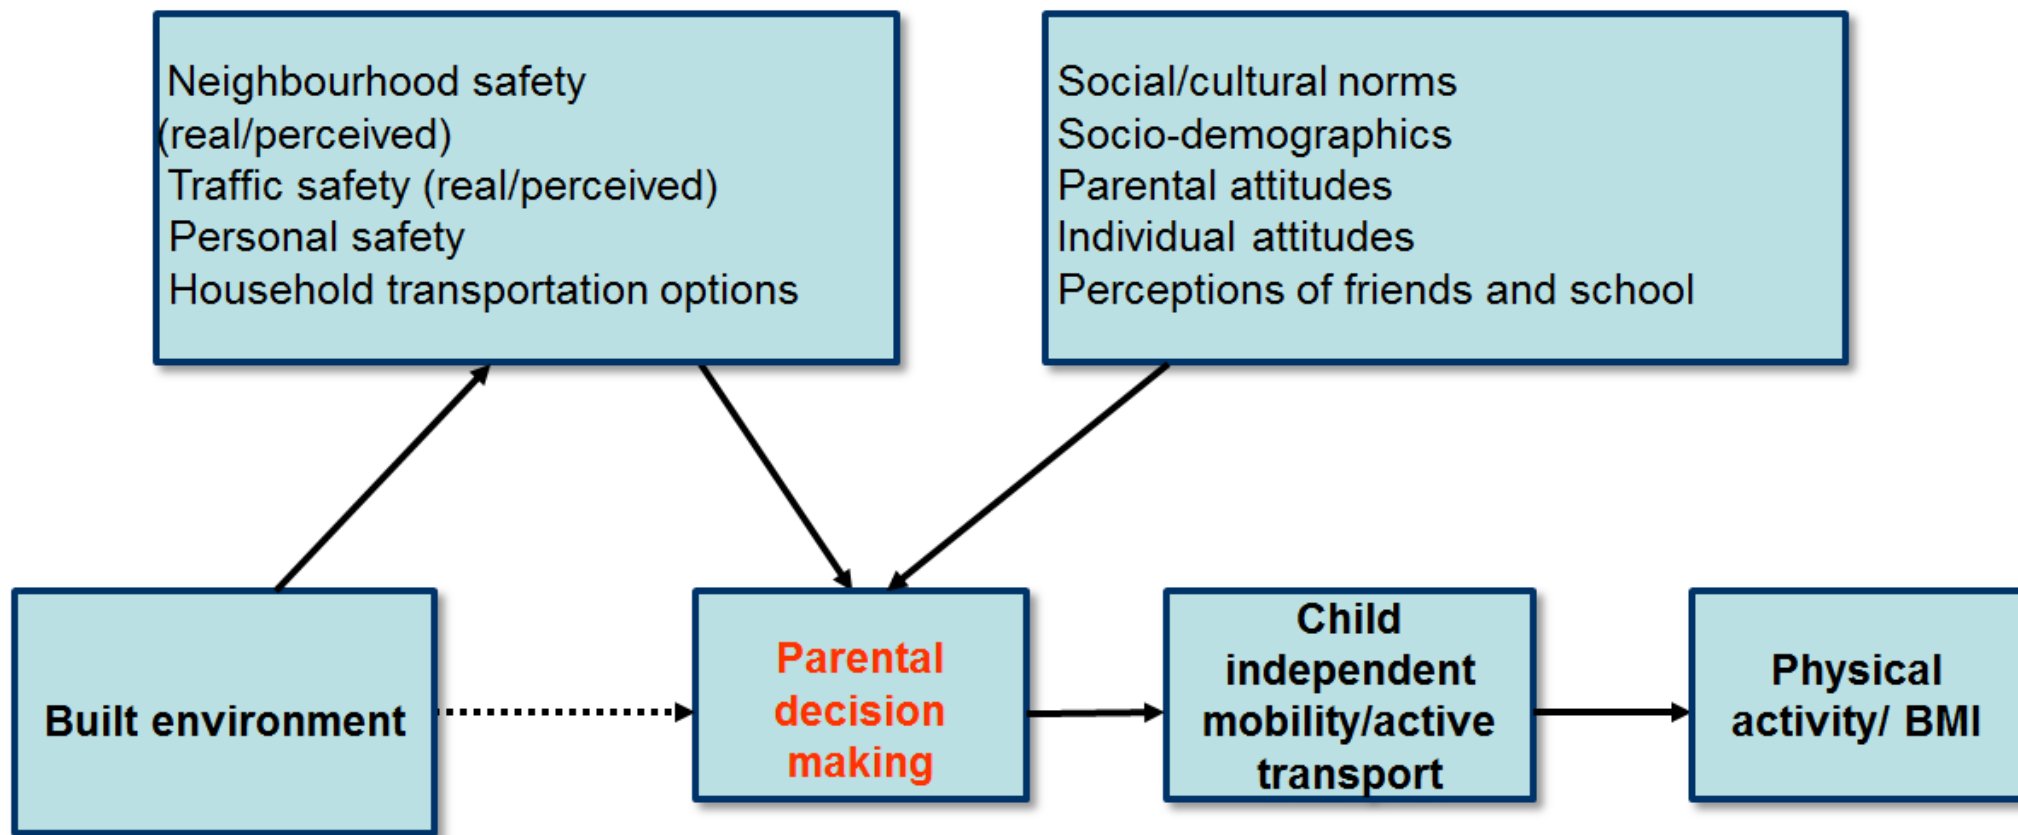 Neighbourhood safety
(real/perceived)
Traffic safety (real/perceived)
Personal safety
Household transportation options
Social/cultural norms
Socio-demographics
Parental attitudes
Individual attitudes
Perceptions of friends and school
Built environment
Parental
decision
making
Child
independent
mobility/active
transport
Physical
activity/ BMI